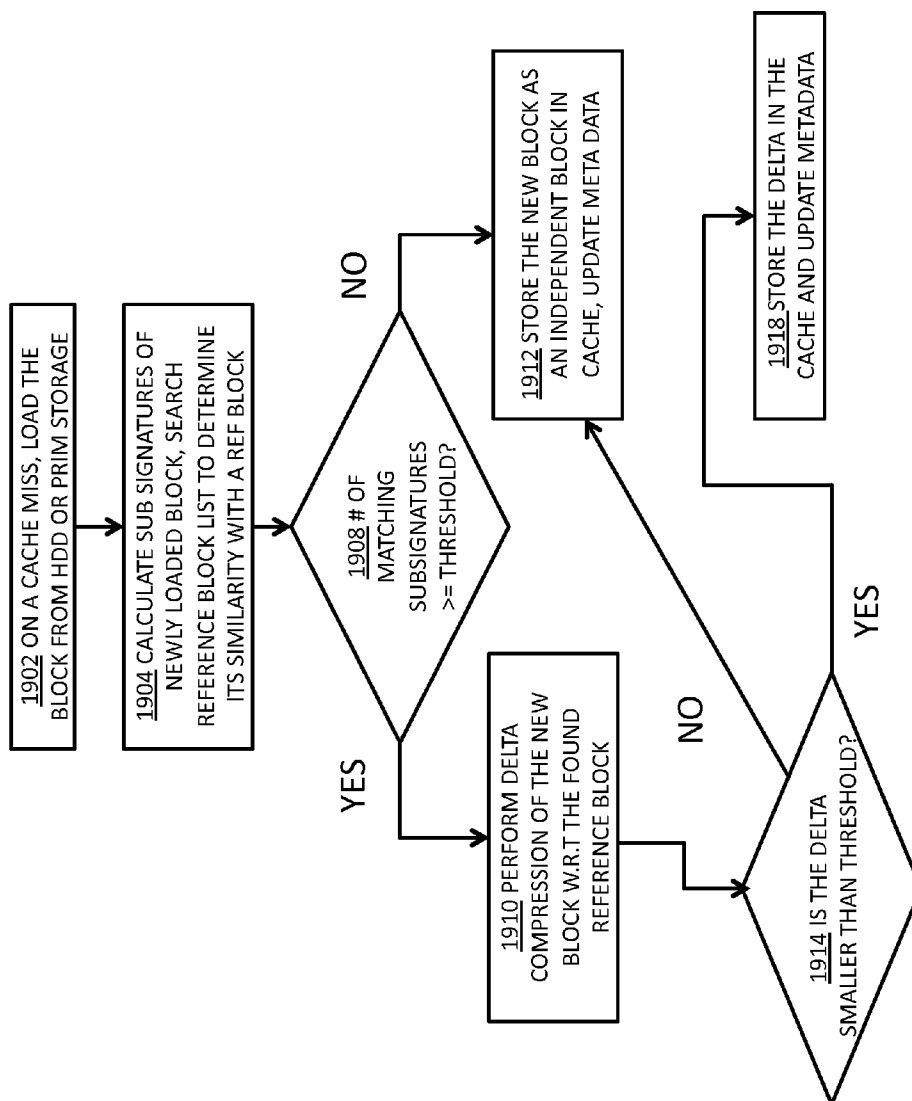 1902 ON A CACHE MISS, LOAD THE
BLOCK FROM HDD OR PRIM STORAGE
1904 CALCULATE SUB SIGNATURES OF
NEWLY LOADED BLOCK, SEARCH
REFERENCE BLOCK LIST TO DETERMINE
ITS SIMILARITY WITH A REF BLOCK
1908 # OF
MATCHING
SUBSIGNATURES
>= THRESHOLD?
YES
NO
1910 PERFORM DELTA
COMPRESSION OF THE NEW
BLOCK W.R.T THE FOUND
REFERENCE BLOCK
1912 STORE THE NEW BLOCK AS
AN INDEPENDENT BLOCK IN
CACHE, UPDATE META DATA
NO
1914 IS THE DELTA
SMALLER THAN THRESHOLD?
YES
1918 STORE THE DELTA IN THE
CACHE AND UPDATE METADATA